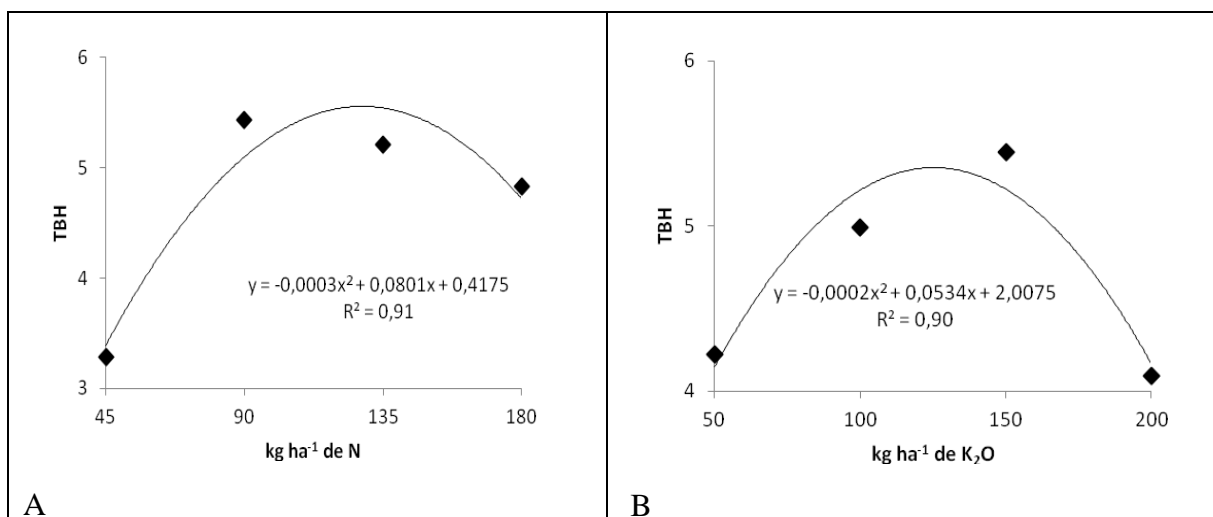 6
5
4
3
TBH
y = -0,0003x² + 0,0801x + 0,4175
R² = 0,91
45 90 135 180
kg ha⁻¹ de N
A
6
5
4
TBH
y = -0,0002x² + 0,0534x + 2,0075
R² = 0,90
50 100 150 200
kg ha⁻¹ de K₂O
B